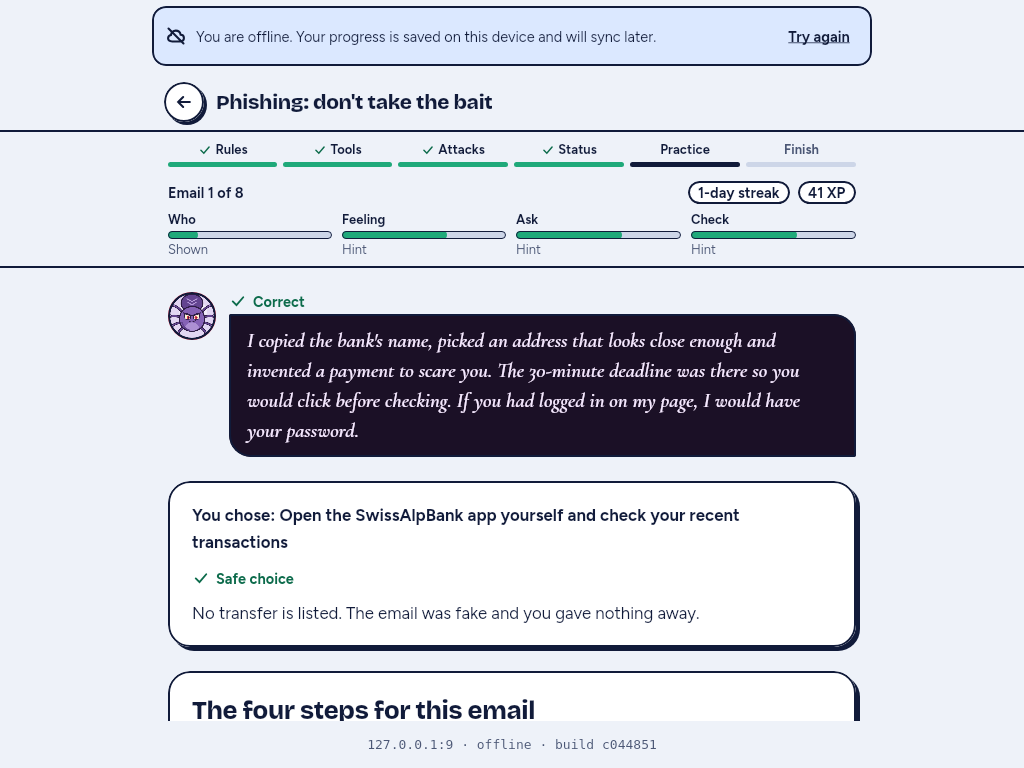 You are offline. Your progress is saved on this device and will sync later.
Try again
Phishing: don't take the bait
Rules
Tools
Attacks
Status
Practice
Finish
Email 1 of 8
1-day streak
41 XP
Who
Feeling
Ask
Check
Shown
Hint
Hint
Hint
Correct
I copied the bank's name, picked an address that looks close enough and
invented a payment to scare you. The 30-minute deadline was there so you
would click before checking. If you had logged in on my page, I would have
your password.
You chose: Open the SwissAlpBank app yourself and check your recent
transactions
Safe choice
No transfer is listed. The email was fake and you gave nothing away.
The four steps for this email
127.0.0.1:9 · offline · build c044851